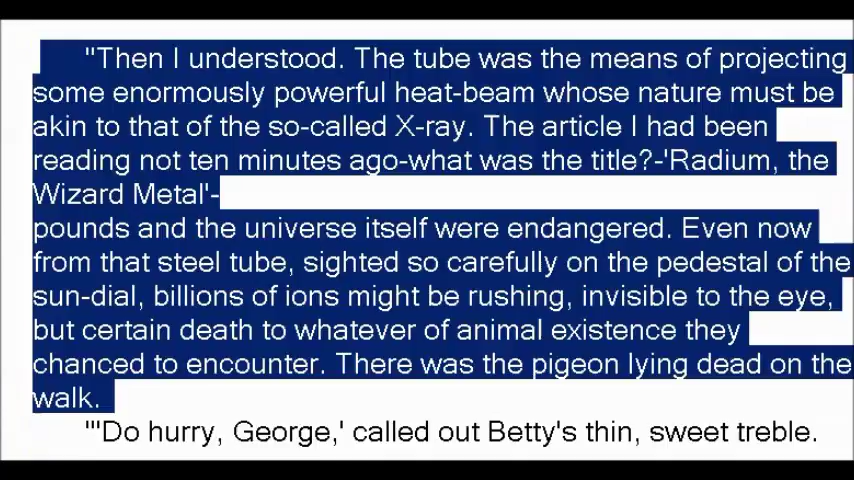 "Then I understood. The tube was the means of projecting
some enormously powerful heat-beam whose nature must be
akin to that of the so-called X-ray. The article I had been
reading not ten minutes ago-what was the title?-'Radium, the
Wizard Metal'-
pounds and the universe itself were endangered. Even now
from that steel tube, sighted so carefully on the pedestal of the
sun-dial, billions of ions might be rushing, invisible to the eye,
but certain death to whatever of animal existence they
chanced to encounter. There was the pigeon lying dead on the
walk.
"'Do hurry, George,' called out Betty's thin, sweet treble.